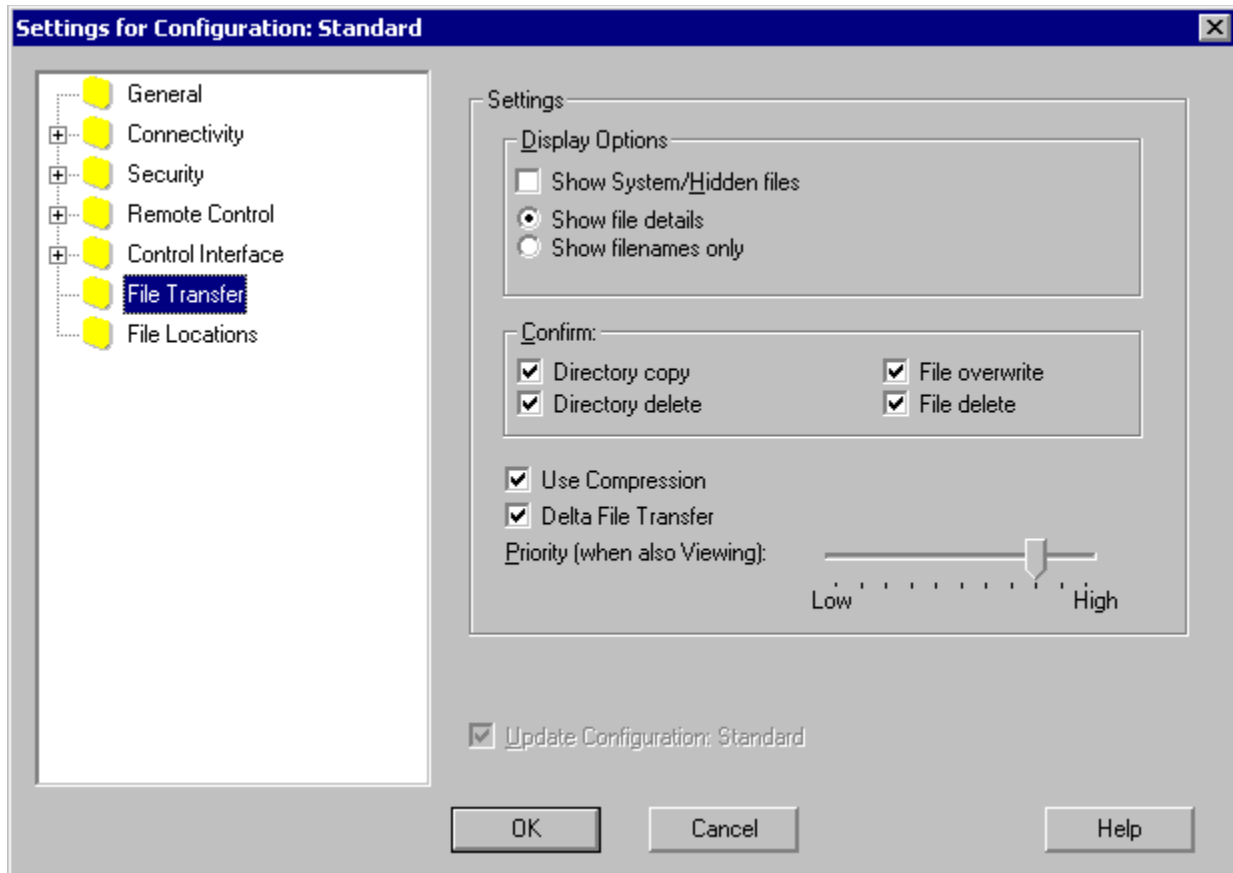 Settings for Configuration: Standard
General
Connectivity
Security
Remote Control
Control Interface
File Transfer
File Locations
Settings
Display Options
Show System/Hidden files
Show file details
Show filenames only
Confirm:
Directory copy
File overwrite
Directory delete
File delete
Use Compression
Delta File Transfer
Priority (when also Viewing):
Low
High
Update Configuration: Standard
OK
Cancel
Help